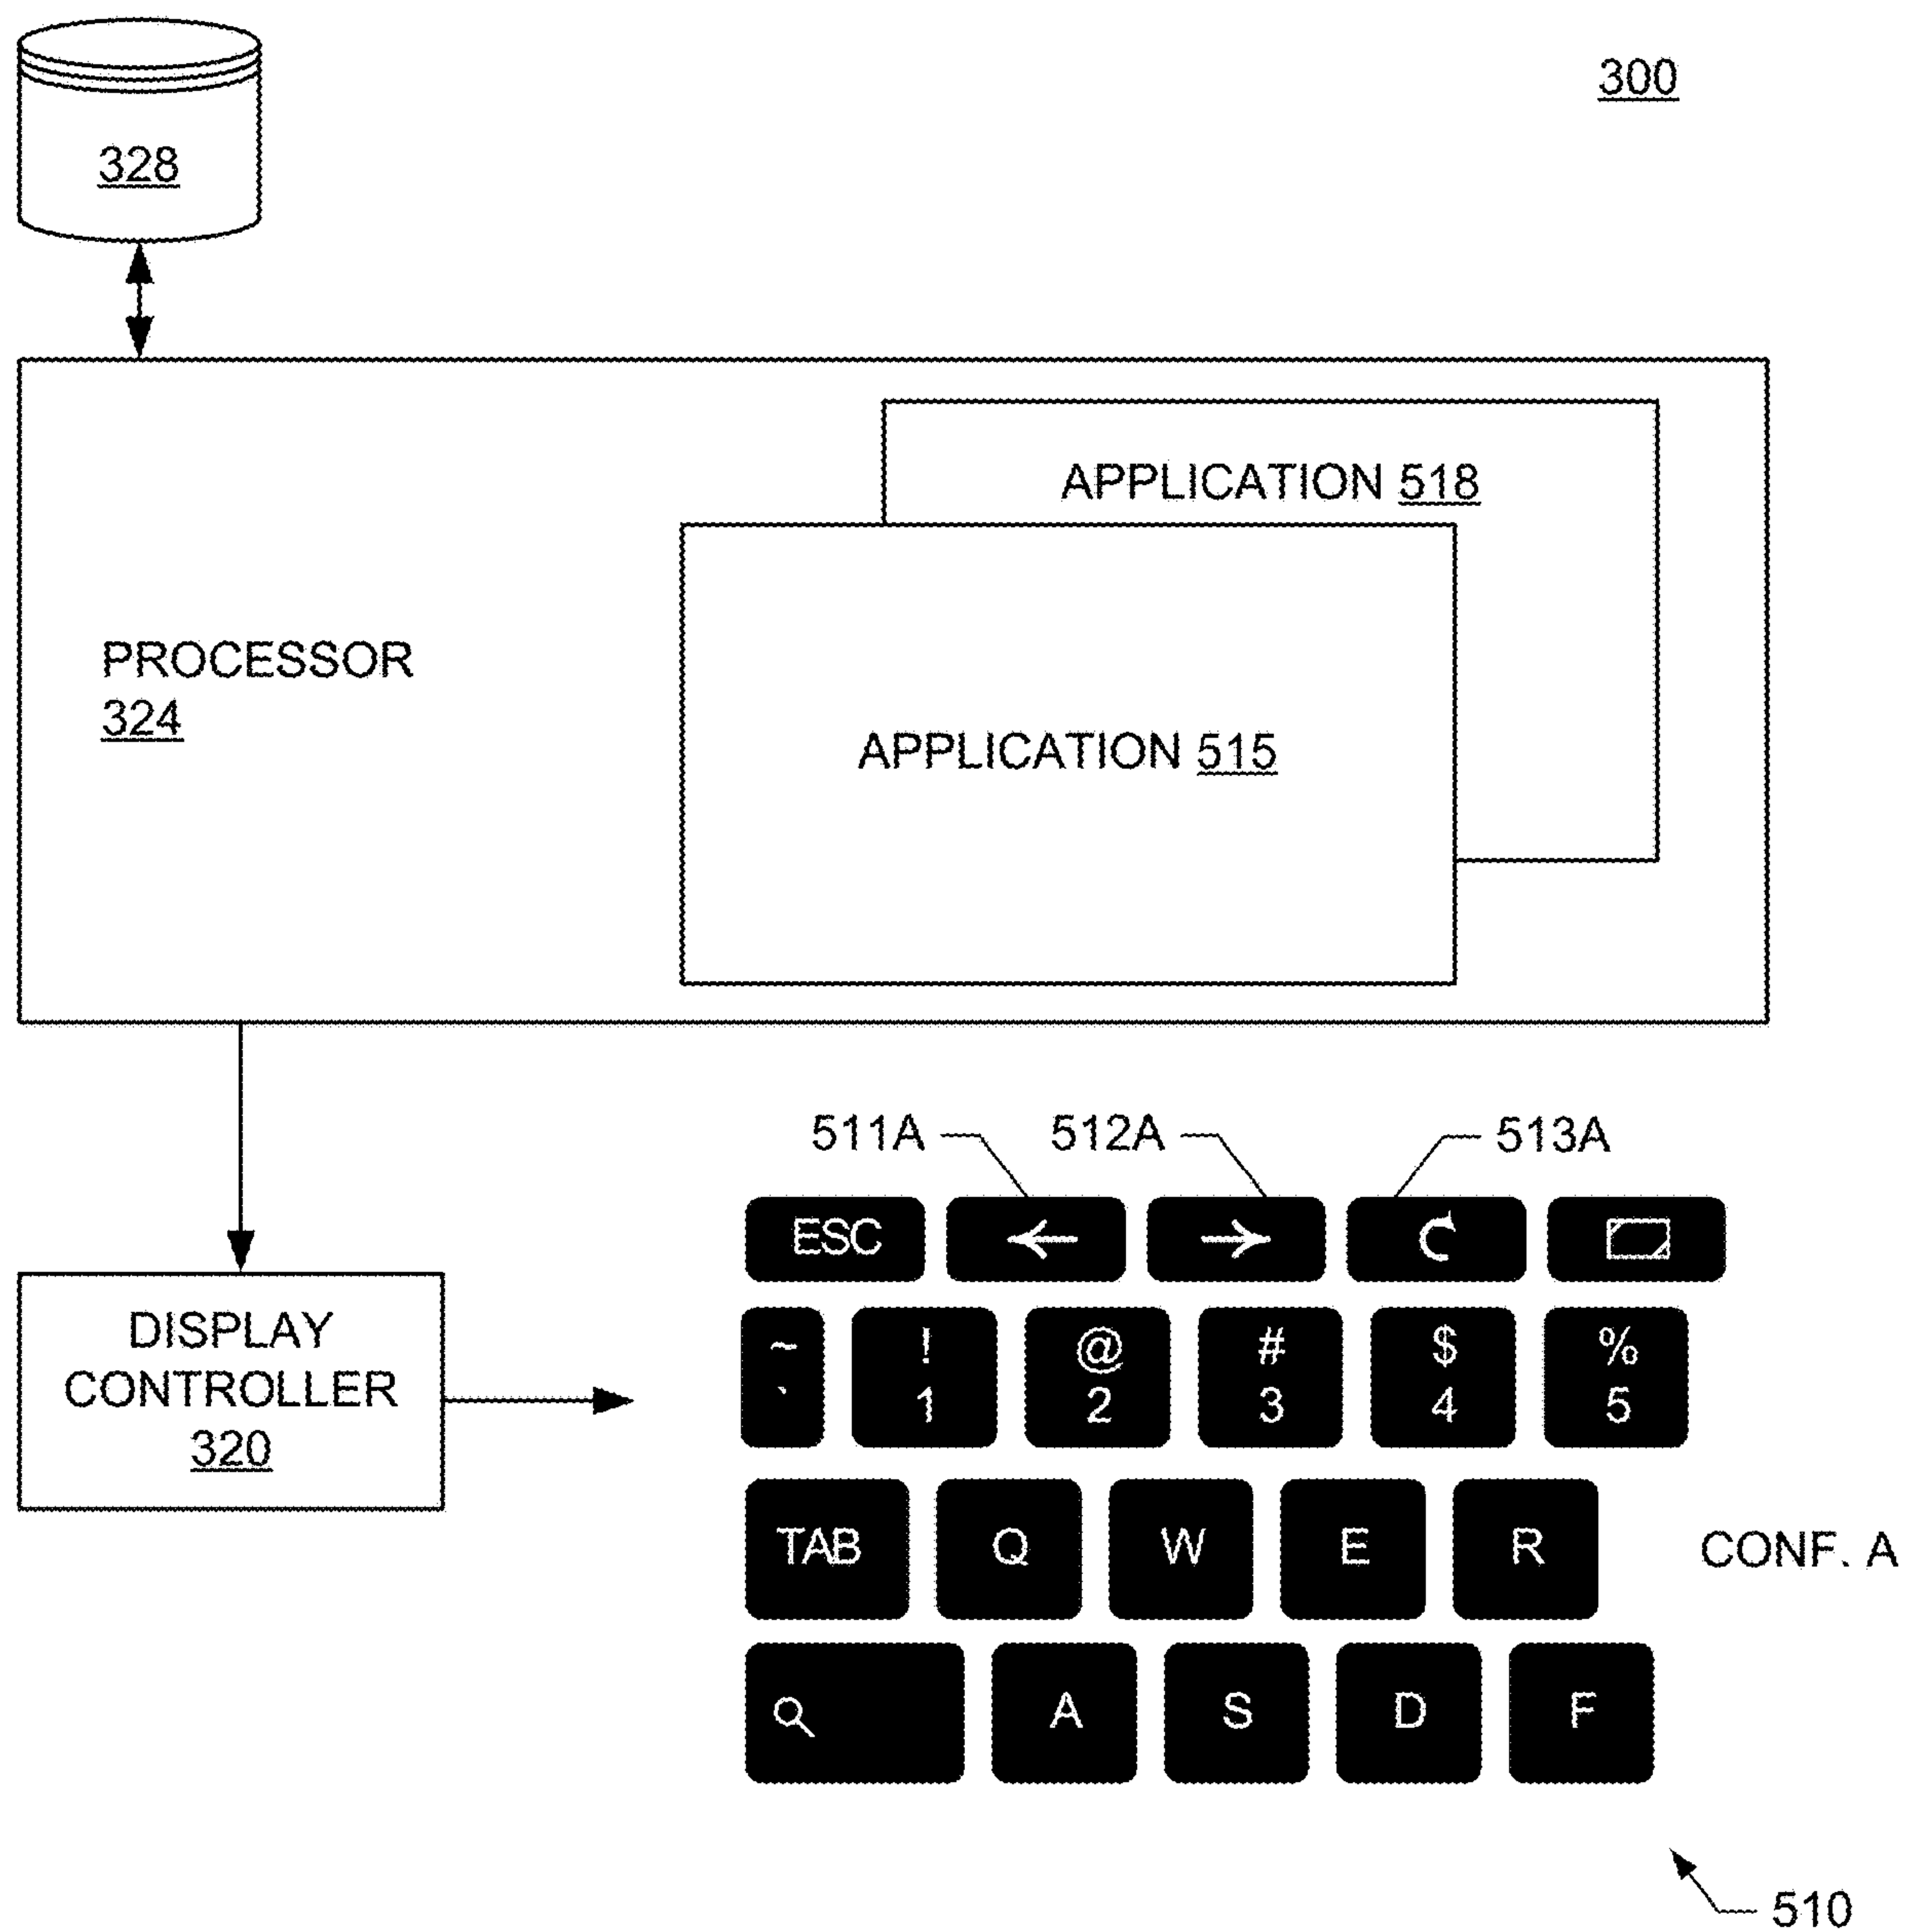 300
328
APPLICATION 518
PROCESSOR
324
APPLICATION 515
511A
512A
513A
ESC
DISPLAY
CONTROLLER
320
~ ! @ # $ %
` 1 2 3 4 5
TAB Q W E R
CONF. A
A S D F
510